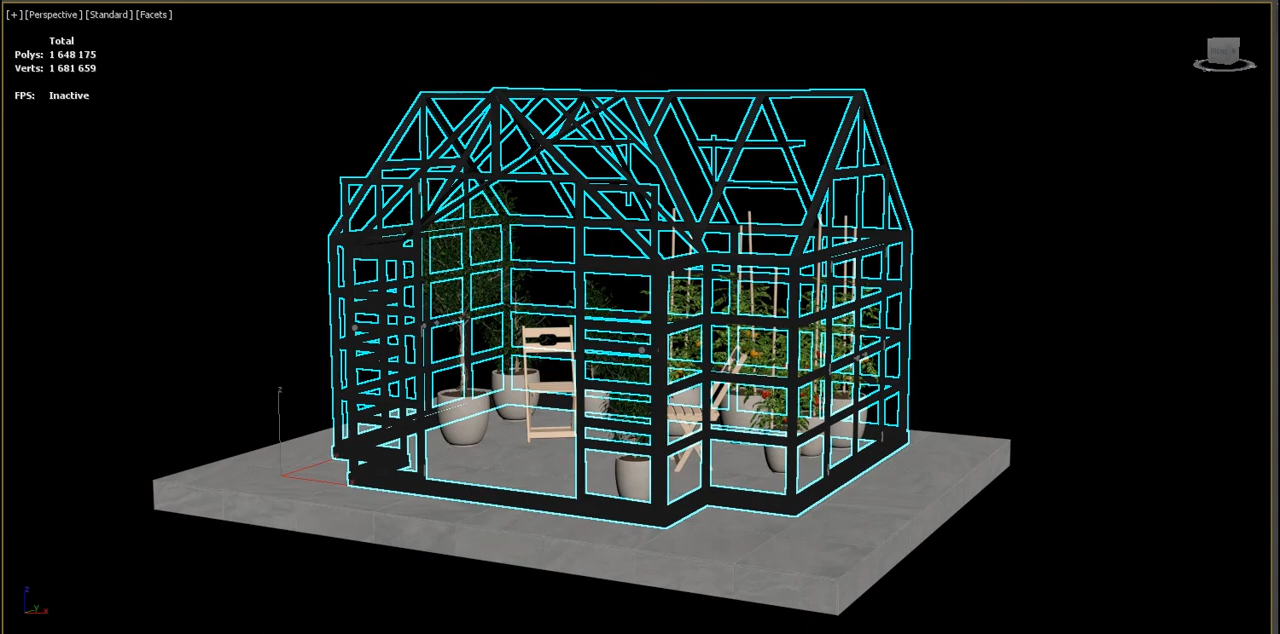 [+] [Perspective ] [Standard ] [Facets ]
Total
Polys: 1 648 175
Verts: 1 681 659
FPS: Inactive
z
z
y x